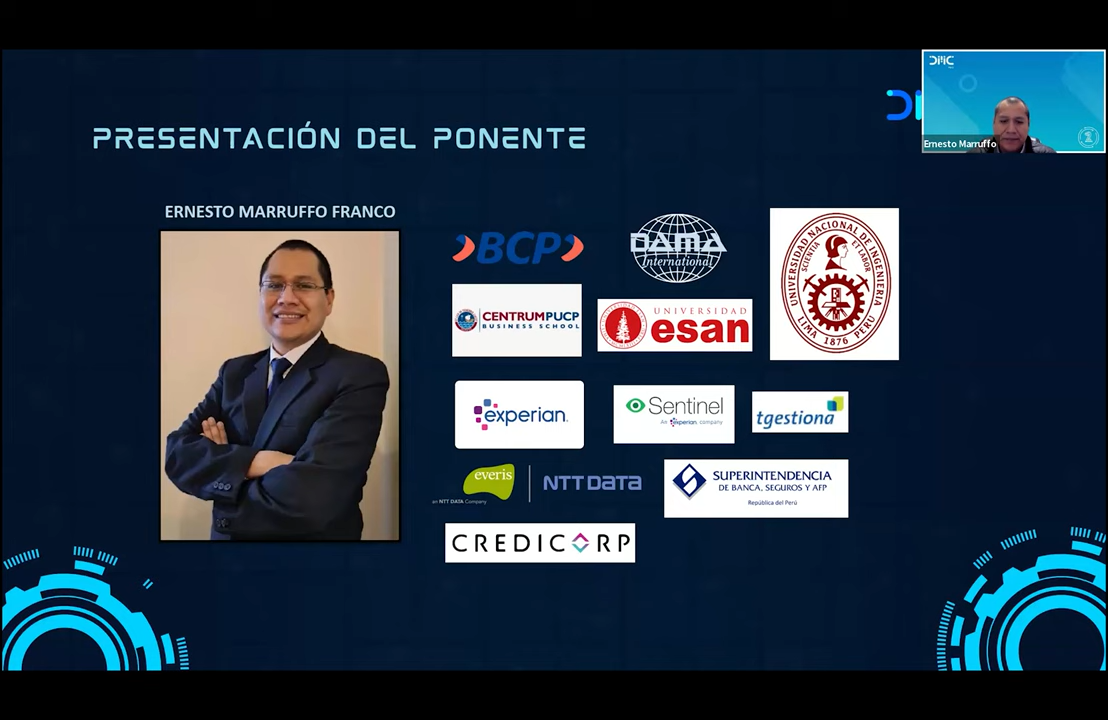 DMC
Ernesto Marruffo
PRESENTACIÓN DEL PONENTE
ERNESTO MARRUFFO FRANCO
BCP
DAMA
International
UNIVERSIDAD NACIONAL DE INGENIERIA
SCIENTIA ET LABOR
LIMA 1876 PERU
CENTRUMPUCP
BUSINESS SCHOOL
UNIVERSIDAD
esan
experian.
Sentinel
An experian company
tgestiona
everis
an NTT DATA Company
NTT DATA
SUPERINTENDENCIA
DE BANCA, SEGUROS Y AFP
República del Perú
CREDICORP